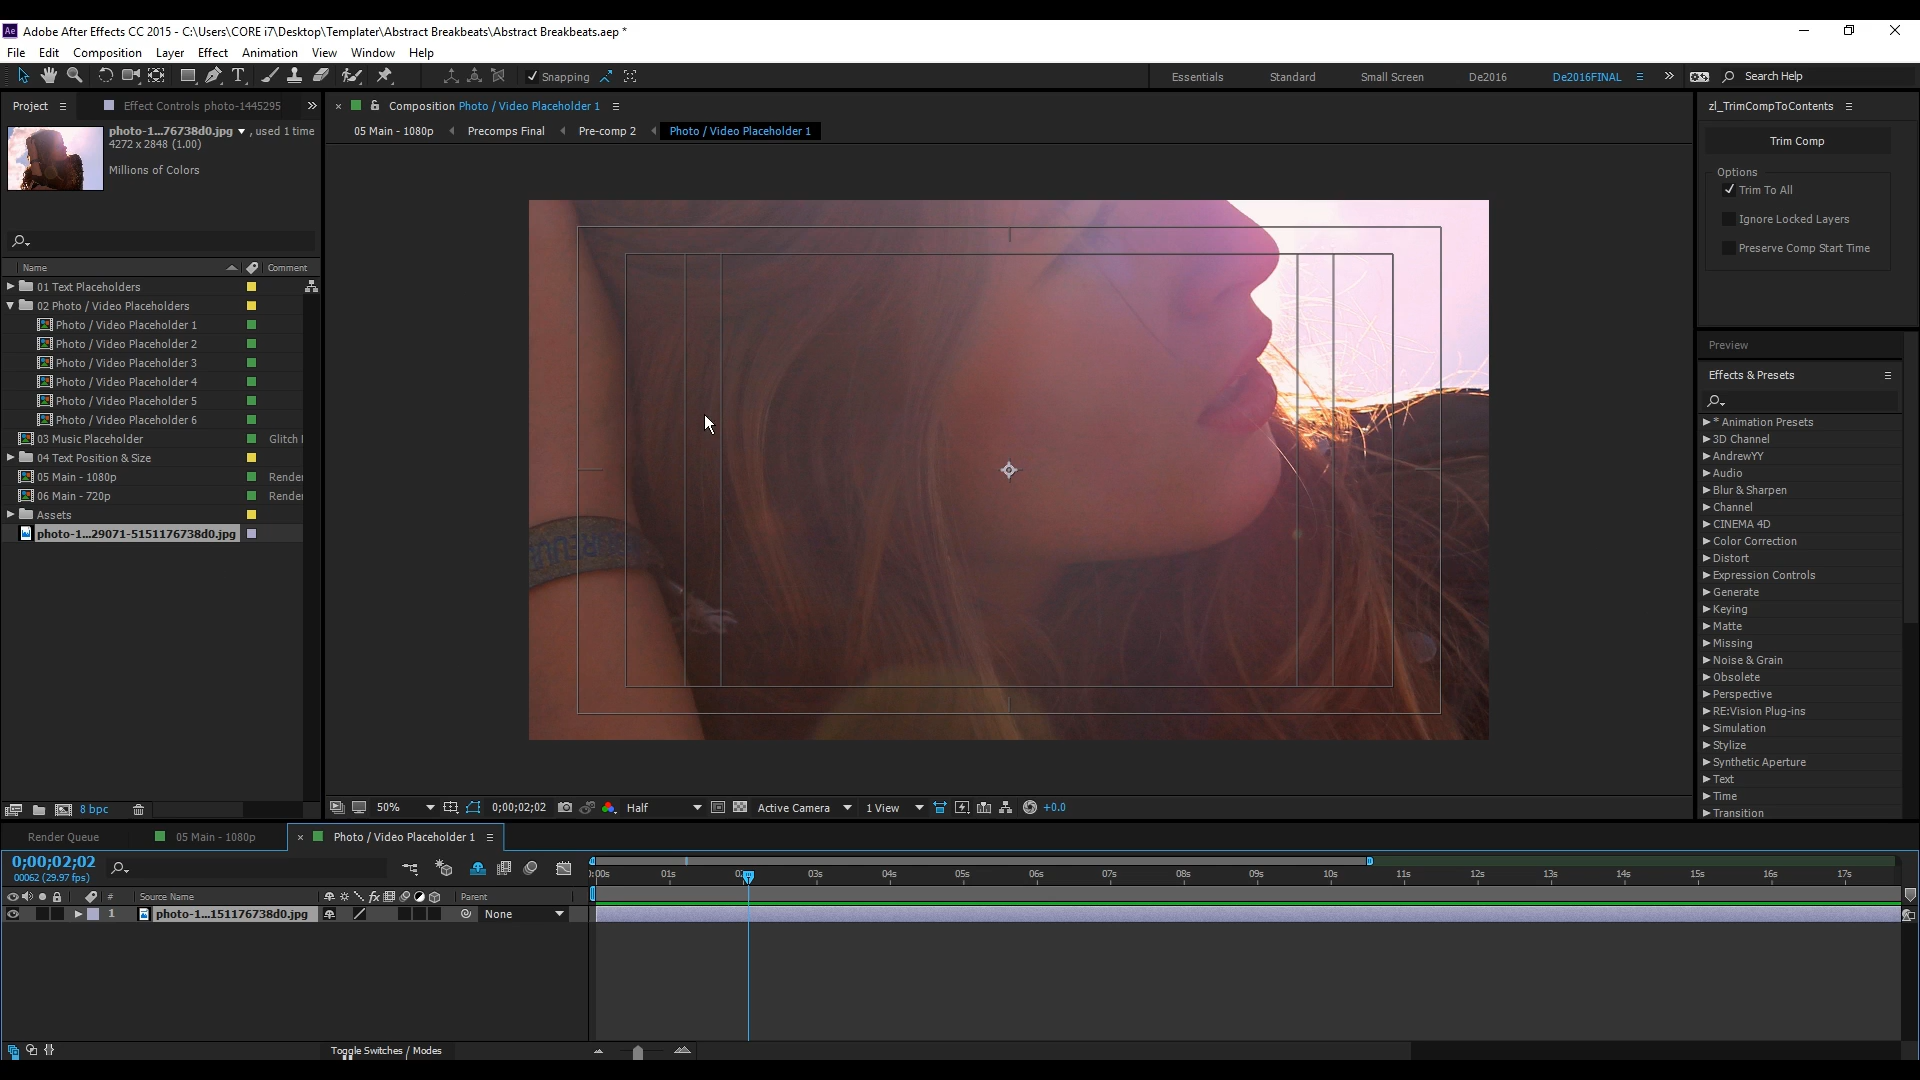 Ae Adobe After Effects CC 2015 - C:\Users\CORE i7\Desktop\Templater\Abstract Breakbeats\Abstract Breakbeats.aep *
File Edit Composition Layer Effect Animation View Window Help
Snapping Essentials Standard Small Screen De2016 De2016FINAL Search Help
Project Effect Controls photo-1445295
photo-1...76738d0.jpg , used 1 time
4272 x 2848 (1.00)
Millions of Colors
Name Comment
01 Text Placeholders
02 Photo / Video Placeholders
Photo / Video Placeholder 1
Photo / Video Placeholder 2
Photo / Video Placeholder 3
Photo / Video Placeholder 4
Photo / Video Placeholder 5
Photo / Video Placeholder 6
03 Music Placeholder Glitch
04 Text Position & Size
05 Main - 1080p Render
06 Main - 720p Render
Assets
photo-1...29071-5151176738d0.jpg
8 bpc
Composition Photo / Video Placeholder 1
05 Main - 1080p Precomps Final Pre-comp 2 Photo / Video Placeholder 1
50% 0;00;02;02 Half Active Camera 1 View +0.0
zl_TrimCompToContents
Trim Comp
Options
Trim To All
Ignore Locked Layers
Preserve Comp Start Time
Preview
Effects & Presets
* Animation Presets
3D Channel
AndrewYY
Audio
Blur & Sharpen
Channel
CINEMA 4D
Color Correction
Distort
Expression Controls
Generate
Keying
Matte
Missing
Noise & Grain
Obsolete
Perspective
RE:Vision Plug-ins
Simulation
Stylize
Synthetic Aperture
Text
Time
Transition
Render Queue 05 Main - 1080p Photo / Video Placeholder 1
0;00;02;02
00062 (29.97 fps)
:00s 01s 02s 03s 04s 05s 06s 07s 08s 09s 10s 11s 12s 13s 14s 15s 16s 17s
# Source Name fx Parent
1 photo-1...151176738d0.jpg None
Toggle Switches / Modes